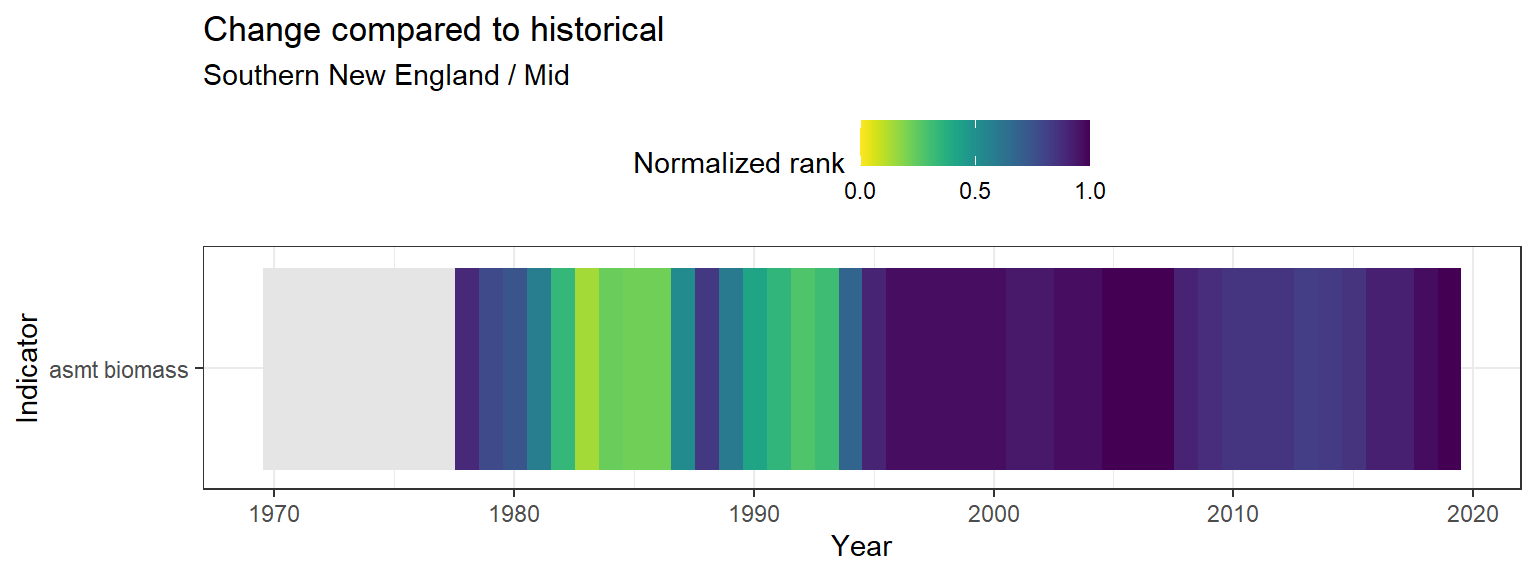 Change compared to historical
Southern New England / Mid
Normalized rank
0.0 0.5 1.0
Indicator
asmt biomass
1970 1980 1990 2000 2010 2020
Year